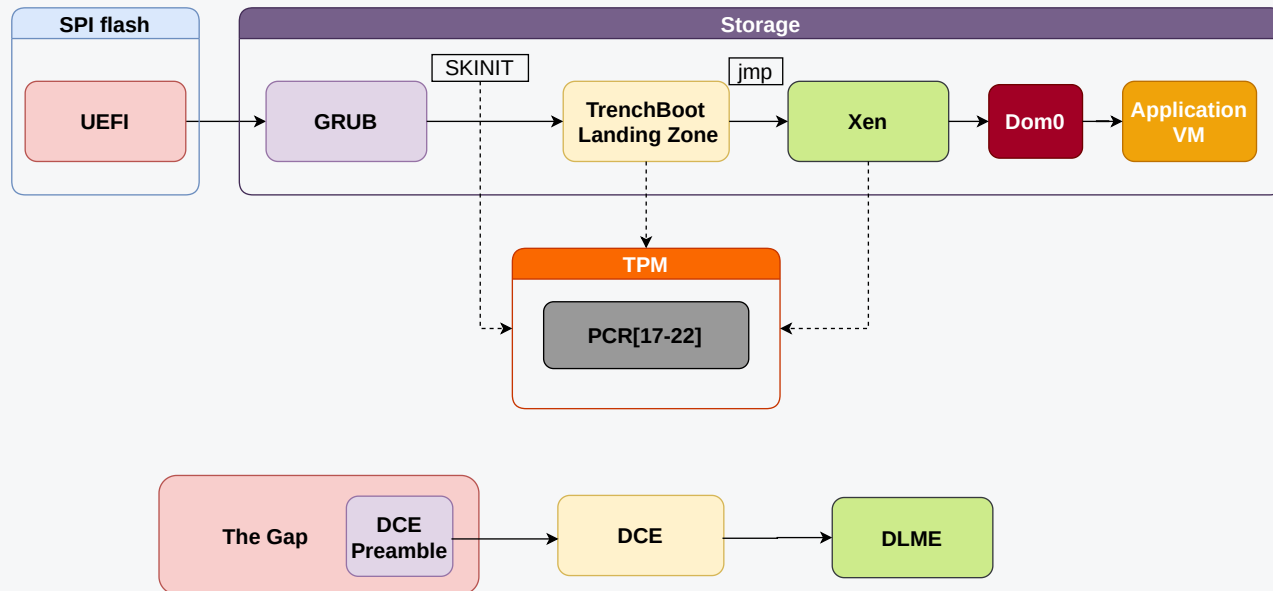 SPI flash
Storage
SKINIT
jmp
UEFI
GRUB
TrenchBoot
Landing Zone
Xen
Dom0
Application
VM
TPM
PCR[17-22]
The Gap
DCE
Preamble
DCE
DLME